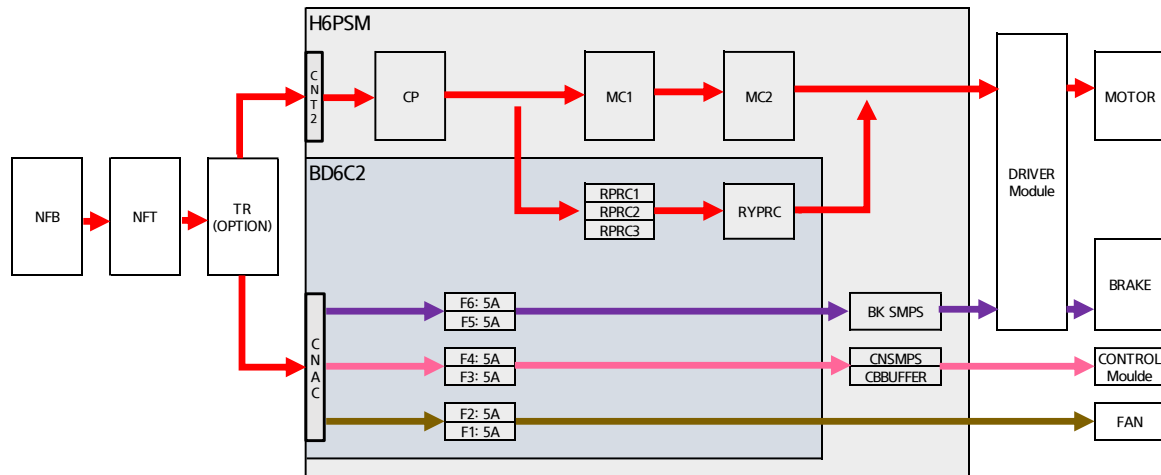 H6PSM
CNT2
CP
MC1
MC2
MOTOR
BD6C2
DRIVER
Module
NFB
NFT
TR
(OPTION)
RPRC1
RPRC2
RPRC3
RYPRC
CNAC
F6: 5A
F5: 5A
BK SMPS
BRAKE
F4: 5A
F3: 5A
CNSMPS
CBBUFFER
CONTROL
Moulde
F2: 5A
F1: 5A
FAN